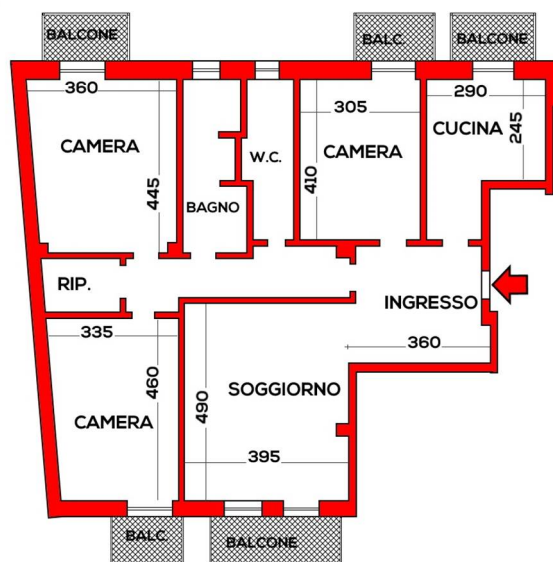 BALCONE
BALC.
BALCONE
360
305
290
CAMERA
CAMERA
CUCINA
245
W.C.
445
410
BAGNO
RIP.
INGRESSO
335
360
CAMERA
460
SOGGIORNO
490
395
BALC.
BALCONE